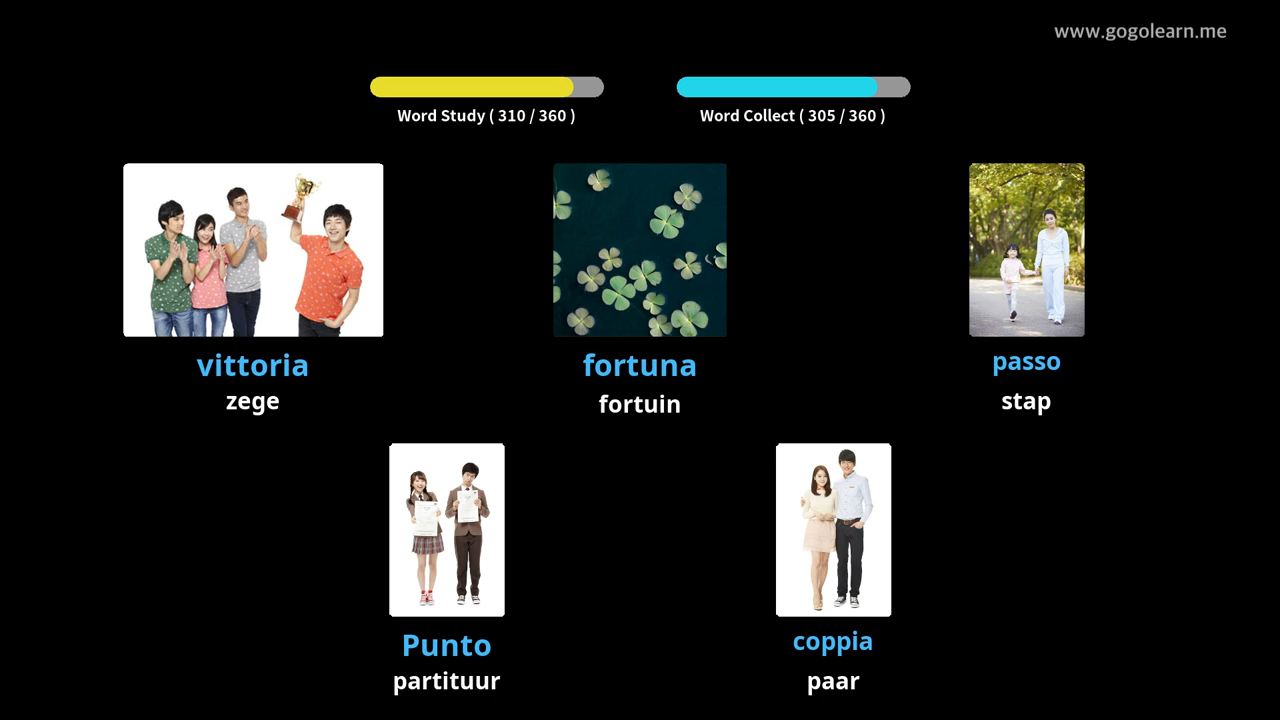 www.gogolearn.me
Word Study ( 310 / 360 )
Word Collect ( 305 / 360 )
vittoria
zege
fortuna
fortuin
passo
stap
Punto
partituur
coppia
paar